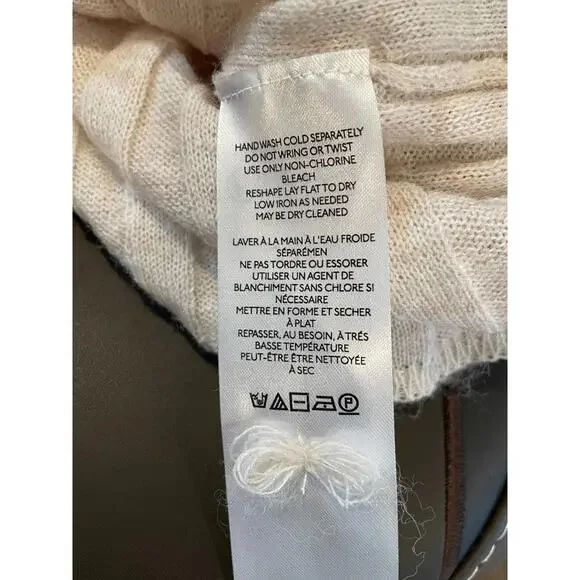 HAND WASH COLD SEPARATELY
DO NOT WRING OR TWIST
USE ONLY NON-CHLORINE
BLEACH
RESHAPE LAY FLAT TO DRY
LOW IRON AS NEEDED
MAY BE DRY CLEANED
LAVER À LA MAIN À L'EAU FROIDE
SÉPARÉMEN
NE PAS TORDRE OU ESSORER
UTILISER UN AGENT DE
BLANCHIMENT SANS CHLORE SI
NÉCESSAIRE
METTRE EN FORME ET SECHER
À PLAT
REPASSER, AU BESOIN, À TRÉS
BASSE TEMPÉRATURE
PEUT-ÊTRE ÊTRE NETTOYÉE
À SEC
P